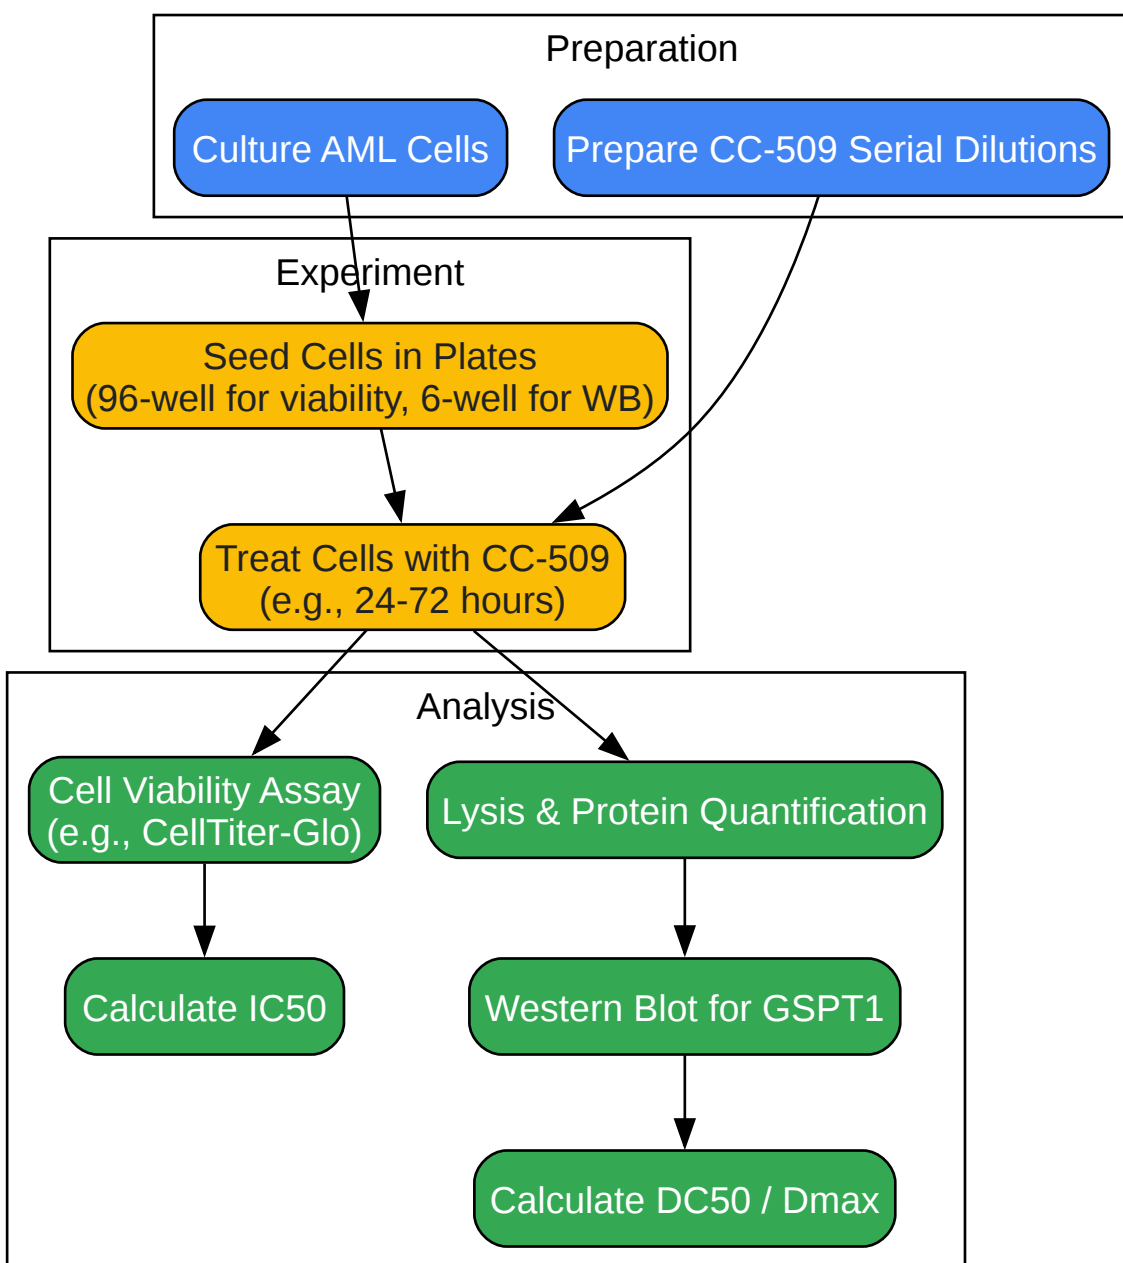 Preparation
Culture AML Cells
Prepare CC-509 Serial Dilutions
Experiment
Seed Cells in Plates
(96-well for viability, 6-well for WB)
Treat Cells with CC-509
(e.g., 24-72 hours)
Analysis
Cell Viability Assay
(e.g., CellTiter-Glo)
Lysis & Protein Quantification
Calculate IC50
Western Blot for GSPT1
Calculate DC50 / Dmax